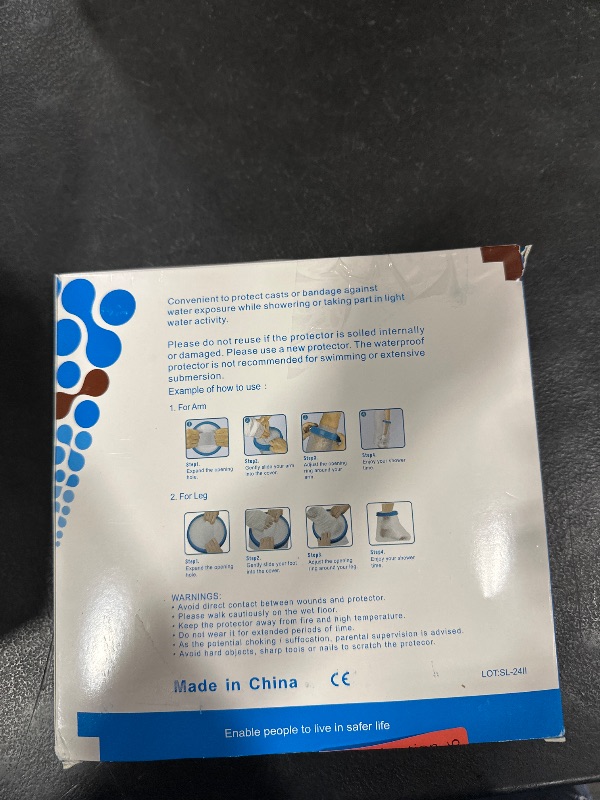 Convenient to protect casts or bandage against
water exposure while showering or taking part in light
water activity.
Please do not reuse if the protector is soiled internally
or damaged. Please use a new protector. The waterproof
protector is not recommended for swimming or extensive
submersion.
Example of how to use :
1. For Arm
Step1.
Expand the opening
hole.
Step2.
Gently slide your arm
into the cover.
Step3.
Adjust the opening
ring around your
arm.
Step4.
Enjoy your shower
time.
2. For Leg
Step1.
Expand the opening
hole.
Step2.
Gently slide your foot
into the cover.
Step3.
Adjust the opening
ring around your leg.
Step4.
Enjoy your shower
time.
WARNINGS:
• Avoid direct contact between wounds and protector.
• Please walk cautiously on the wet floor.
• Keep the protector away from fire and high temperature.
• Do not wear it for extended periods of time.
• As the potential choking / suffocation, parental supervision is advised.
• Avoid hard objects, sharp tools or nails to scratch the protecor.
Made in China CE
LOT:SL-24II
Enable people to live in safer life